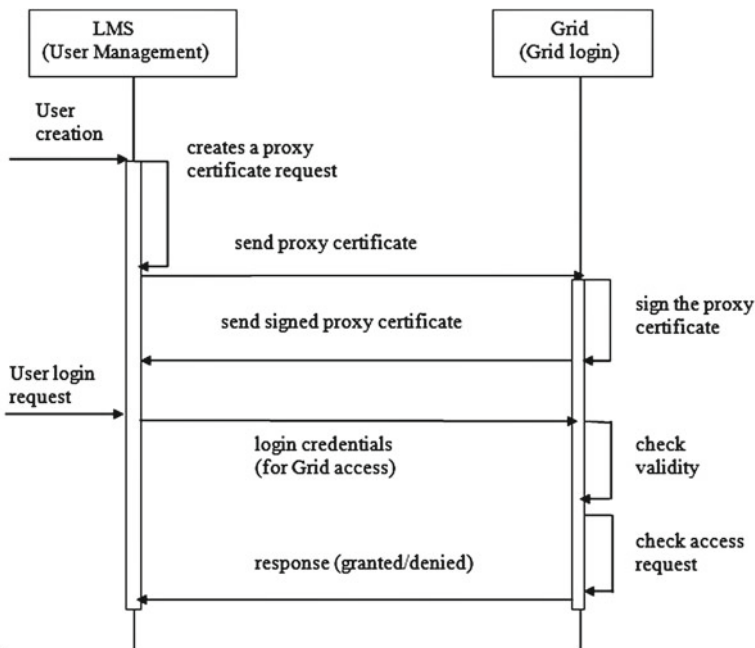 LMS
(User Management)
Grid
(Grid login)
User
creation
creates a proxy
certificate request
send proxy certificate
sign the proxy
certificate
send signed proxy certificate
User login
request
login credentials
(for Grid access)
check
validity
check access
request
response (granted/denied)